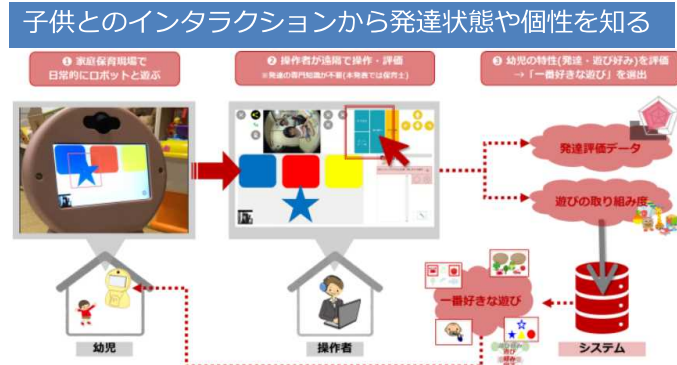 子供とのインタラクションから発達状態や個性を知る
❶ 家庭保育現場で
日常的にロボットと遊ぶ
❷ 操作者が遠隔で操作・評価
※発達の専門知識が不要(本発表では保育士)
❸ 幼児の特性(発達・遊び好み)を評価
→「一番好きな遊び」を選出
発達評価データ
遊びの取り組み度
一番好きな遊び
幼児
操作者
システム